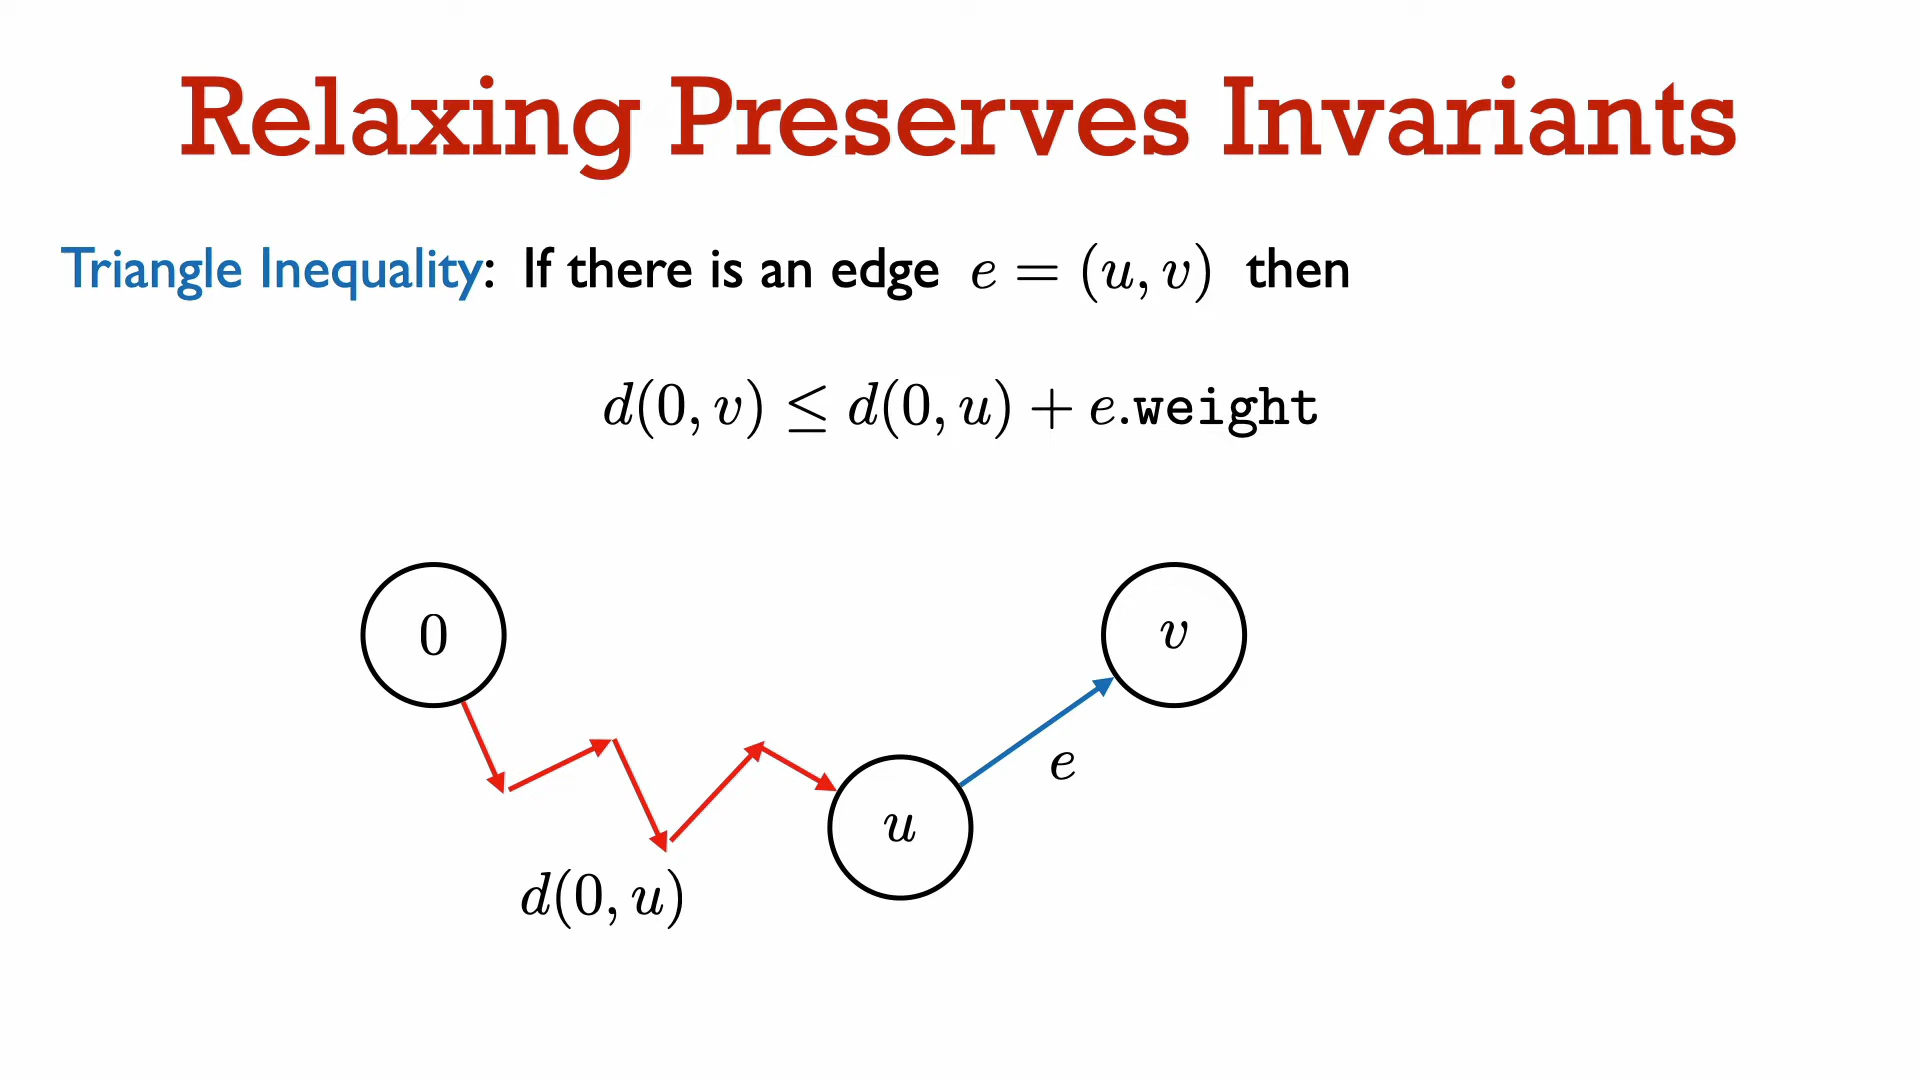 Relaxing Preserves Invariants
Triangle Inequality: If there is an edge e = (u, v) then
d(0, v) ≤ d(0, u) + e.weight
0
v
e
u
d(0, u)